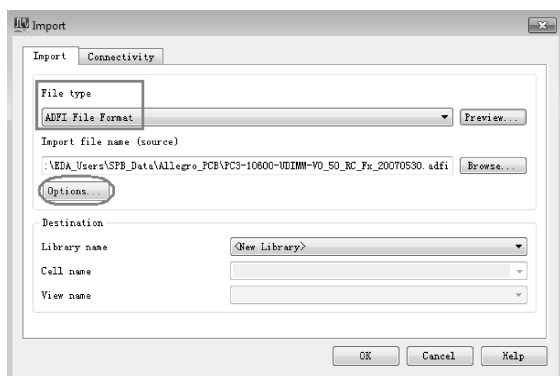 Import
Import Connectivity
File type
ADFI File Format Preview...
Import file name (source)
:\EDA_Users\SPB_Data\Allegro_PCB\PC3-10600-UDIMM-V0_50_RC_Fx_20070530.adfi Browse...
Options...
Destination
Library name <New Library>
Cell name
View name
OK Cancel Help